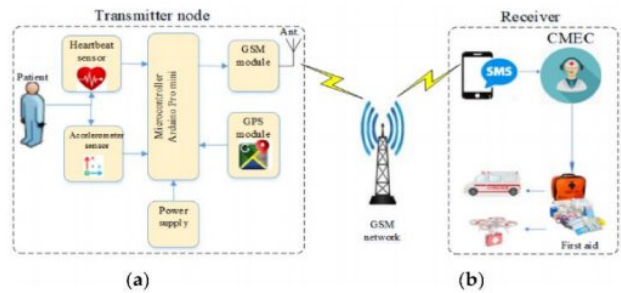 Transmitter node
Receiver
Patient
Heartbeat
sensor
Accelerometer
sensor
Microcontroller
Arduino Pro mini
GSM
module
Ant.
GPS
module
Power
supply
GSM
network
SMS
CMEC
First aid
(a)
(b)